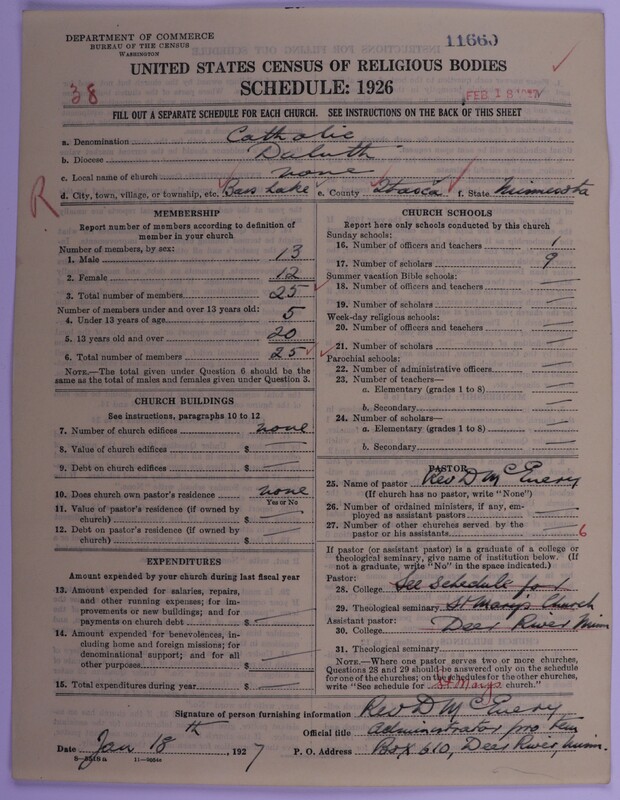 DEPARTMENT OF COMMERCE
BUREAU OF THE CENSUS
WASHINGTON
11660
UNITED STATES CENSUS OF RELIGIOUS BODIES
SCHEDULE: 1926
38
FEB 18 1927
FILL OUT A SEPARATE SCHEDULE FOR EACH CHURCH. SEE INSTRUCTIONS ON THE BACK OF THIS SHEET
a. Denomination Catholic
b. Diocese Duluth
c. Local name of church none
R
d. City, town, village, or township, etc. Bass Lake e. County Itasca f. State Minnesota
MEMBERSHIP
Report number of members according to definition of member in your church
Number of members, by sex:
1. Male 13
2. Female 12
3. Total number of members 25
Number of members under and over 13 years old:
4. Under 13 years of age 5
5. 13 years old and over 20
6. Total number of members 25
NOTE.—The total given under Question 6 should be the same as the total of males and females given under Question 3.
CHURCH BUILDINGS
See instructions, paragraphs 10 to 12
7. Number of church edifices none
8. Value of church edifices $ —
9. Debt on church edifices $ —
10. Does church own pastor's residence none
Yes or No
11. Value of pastor's residence (if owned by church) $ —
12. Debt on pastor's residence (if owned by church) $ —
EXPENDITURES
Amount expended by your church during last fiscal year
13. Amount expended for salaries, repairs, and other running expenses; for improvements or new buildings; and for payments on church debt $ —
14. Amount expended for benevolences, including home and foreign missions; for denominational support; and for all other purposes $ —
15. Total expenditures during year $ —
CHURCH SCHOOLS
Report here only schools conducted by this church
Sunday schools:
16. Number of officers and teachers 1
17. Number of scholars 9
Summer vacation Bible schools:
18. Number of officers and teachers —
19. Number of scholars —
Week-day religious schools:
20. Number of officers and teachers —
21. Number of scholars —
Parochial schools:
22. Number of administrative officers —
23. Number of teachers—
a. Elementary (grades 1 to 8) —
b. Secondary —
24. Number of scholars—
a. Elementary (grades 1 to 8) —
b. Secondary —
PASTOR
25. Name of pastor Rev D McEnery
(If church has no pastor, write "None")
26. Number of ordained ministers, if any, employed as assistant pastors —
27. Number of other churches served by the pastor or his assistants 6
If pastor (or assistant pastor) is a graduate of a college or theological seminary, give name of institution below. (If not a graduate, write "No" in the space indicated.)
Pastor:
28. College See Schedule for
29. Theological seminary St Marys Church
Assistant pastor:
30. College Deer River Minn
31. Theological seminary
NOTE.—Where one pastor serves two or more churches, Questions 28 and 29 should be answered only on the schedule for one of the churches; on the schedules for the other churches, write "See schedule for St Marys church."
Signature of person furnishing information Rev D McEnery
Official title Administrator pro tem
Date Jan 18th, 1927 P. O. Address Box 610, Deer River, Minn.